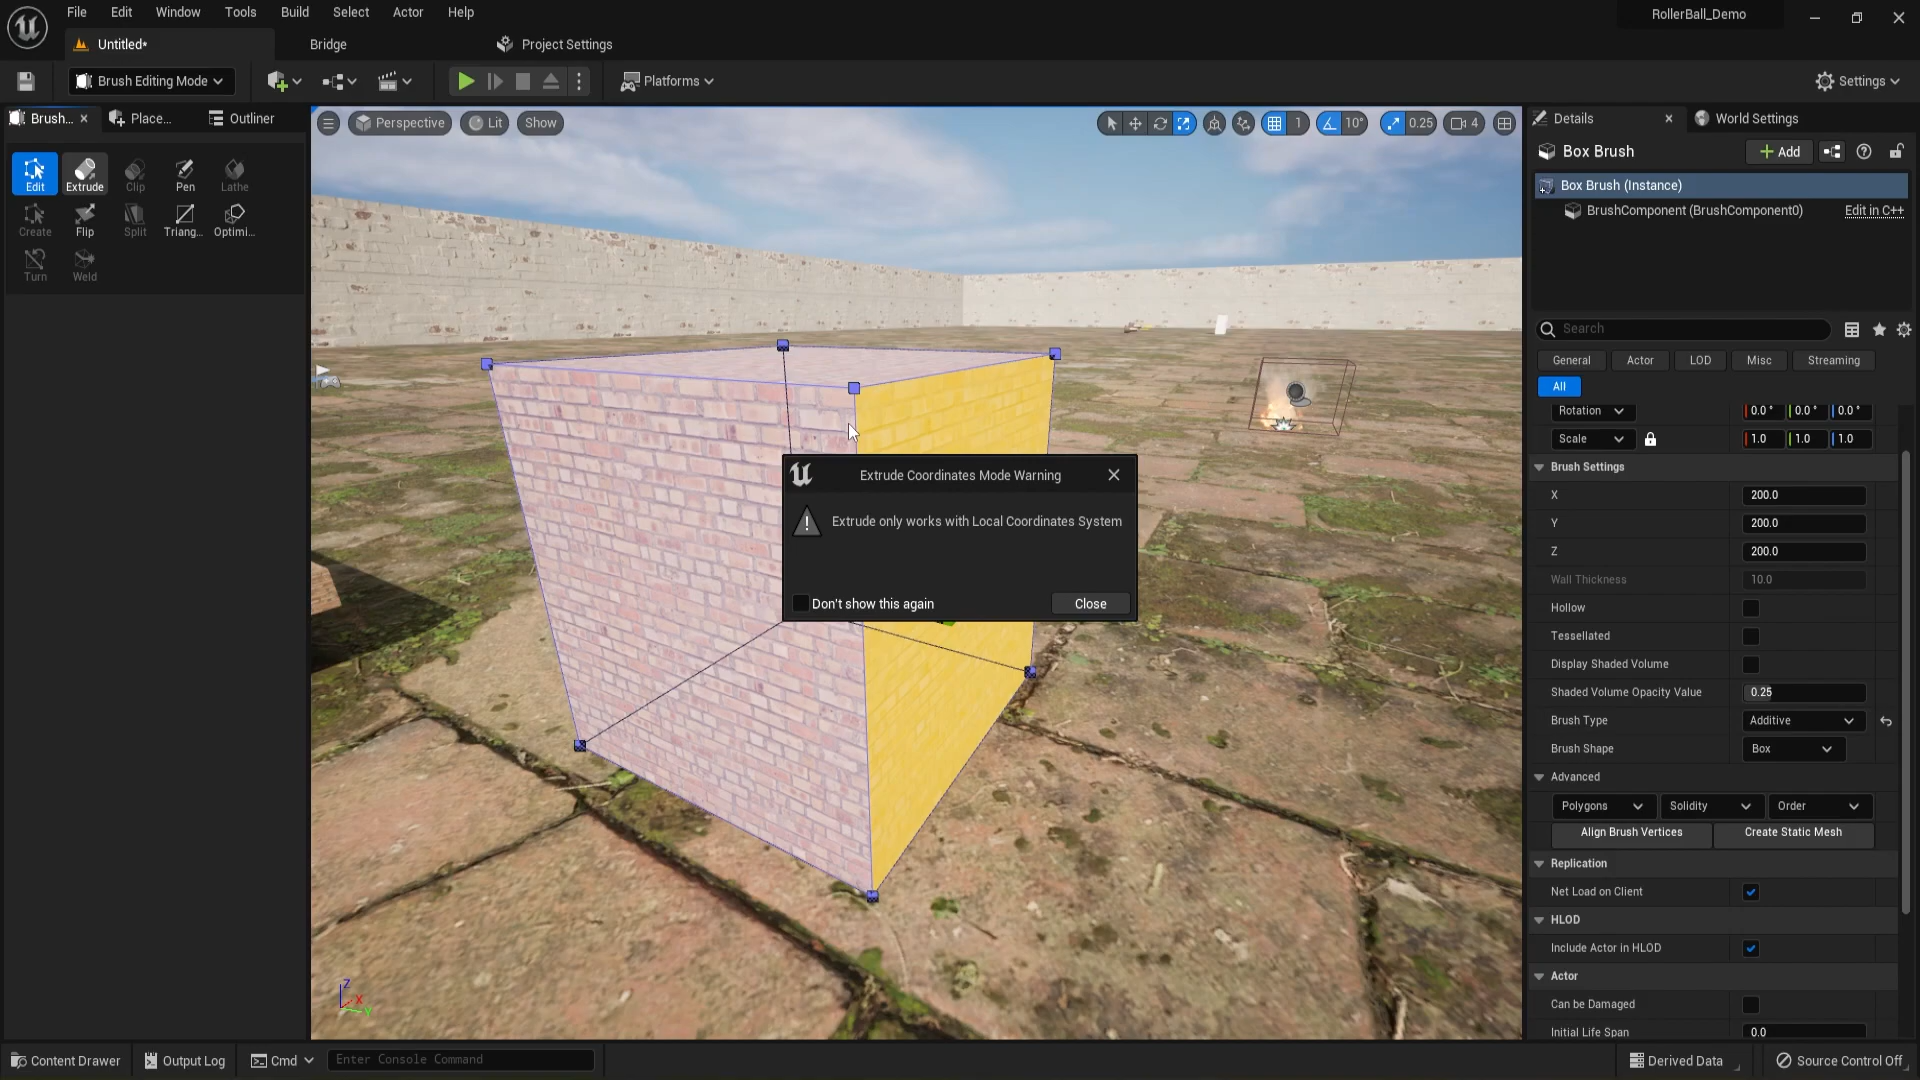 File Edit Window Tools Build Select Actor Help
RollerBall_Demo
Untitled*
Bridge
Project Settings
Brush Editing Mode
Platforms
Settings
Brush...
Place...
Outliner
Edit Extrude Clip Pen Lathe
Create Flip Split Triang... Optimi...
Turn Weld
Perspective
Lit
Show
1
10°
0.25
4
Extrude Coordinates Mode Warning
Extrude only works with Local Coordinates System
Don't show this again
Close
Z
X
Y
Details
World Settings
Box Brush
Add
Box Brush (Instance)
BrushComponent (BrushComponent0)
Edit in C++
Search
General Actor LOD Misc Streaming
All
Rotation 0.0° 0.0° 0.0°
Scale 1.0 1.0 1.0
Brush Settings
X 200.0
Y 200.0
Z 200.0
Wall Thickness 10.0
Hollow
Tessellated
Display Shaded Volume
Shaded Volume Opacity Value 0.25
Brush Type Additive
Brush Shape Box
Advanced
Polygons Solidity Order
Align Brush Vertices Create Static Mesh
Replication
Net Load on Client
HLOD
Include Actor in HLOD
Actor
Can be Damaged
Initial Life Span 0.0
Content Drawer
Output Log
Cmd
Enter Console Command
Derived Data
Source Control Off